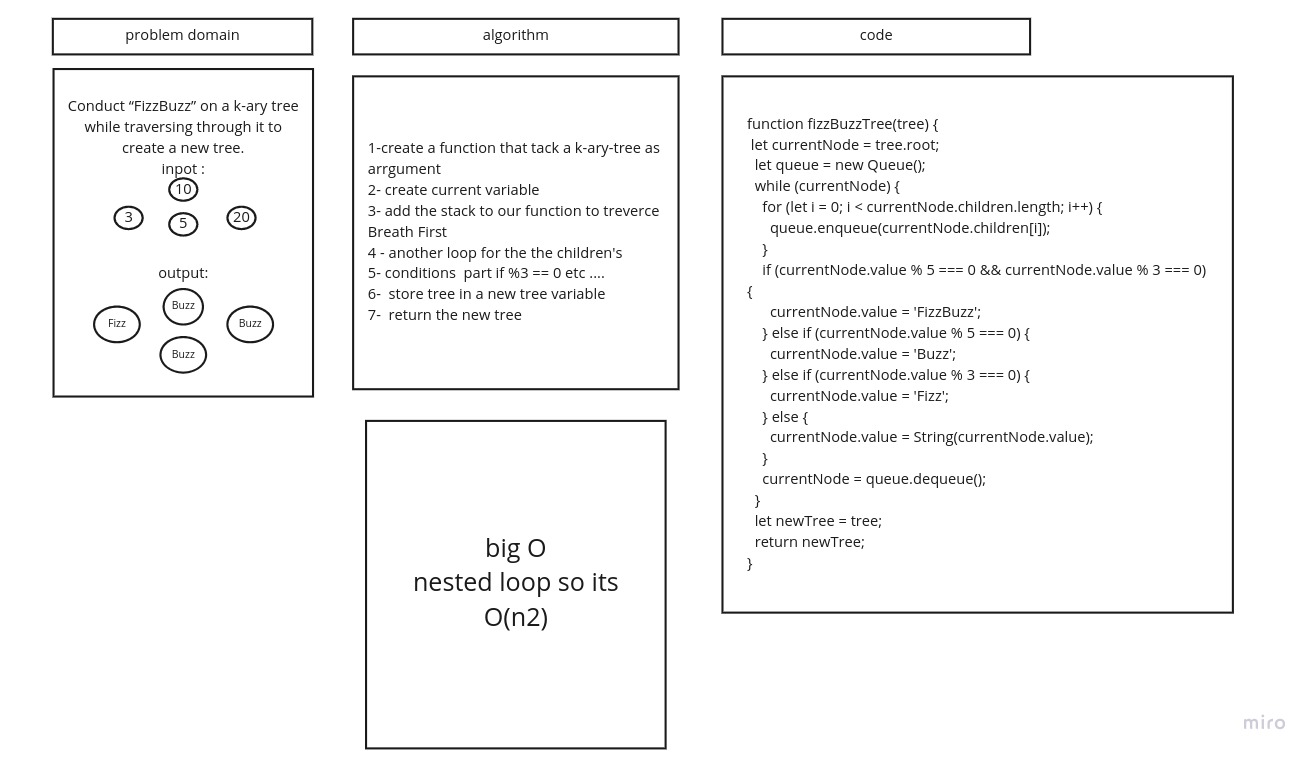 problem domain
Conduct “FizzBuzz” on a k-ary tree
while traversing through it to
create a new tree.
inpot :
10
3
5
20
output:
Buzz
Fizz
Buzz
Buzz
algorithm
1-create a function that tack a k-ary-tree as
arrgument
2- create current variable
3- add the stack to our function to treverce
Breath First
4 - another loop for the the children's
5- conditions  part if %3 == 0 etc ....
6-  store tree in a new tree variable
7-  return the new tree
big O
nested loop so its
O(n2)
code
function fizzBuzzTree(tree) {
let currentNode = tree.root;
let queue = new Queue();
while (currentNode) {
for (let i = 0; i < currentNode.children.length; i++) {
queue.enqueue(currentNode.children[i]);
}
if (currentNode.value % 5 === 0 && currentNode.value % 3 === 0)
{
currentNode.value = 'FizzBuzz';
} else if (currentNode.value % 5 === 0) {
currentNode.value = 'Buzz';
} else if (currentNode.value % 3 === 0) {
currentNode.value = 'Fizz';
} else {
currentNode.value = String(currentNode.value);
}
currentNode = queue.dequeue();
}
let newTree = tree;
return newTree;
}
miro